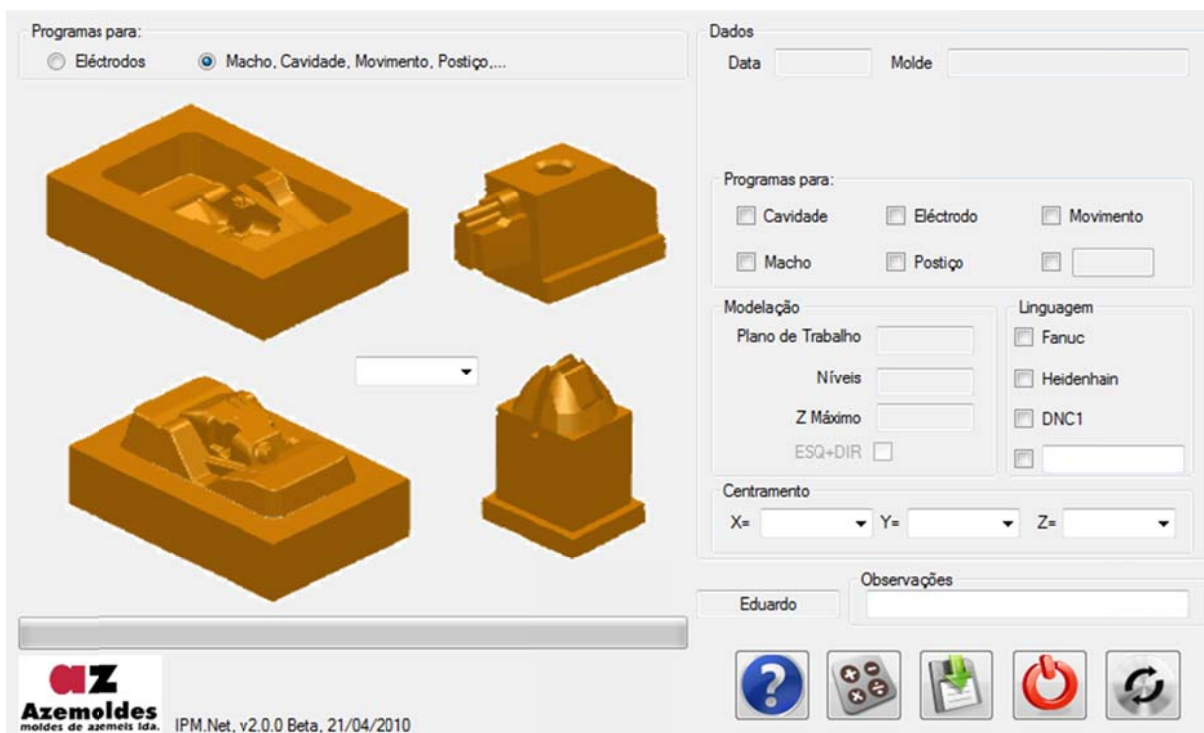 Programas para:
Eléctrodos Macho, Cavidade, Movimento, Postiço,...
Dados
Data Molde
Programas para:
Cavidade Eléctrodo Movimento
Macho Postiço
Modelação
Plano de Trabalho
Níveis
Z Máximo
ESQ+DIR
Linguagem
Fanuc
Heidenhain
DNC1
Centramento
X= Y= Z=
Eduardo
Observações
az
Azemoldes
moldes de azemeis lda.
IPM.Net, v2.0.0 Beta, 21/04/2010